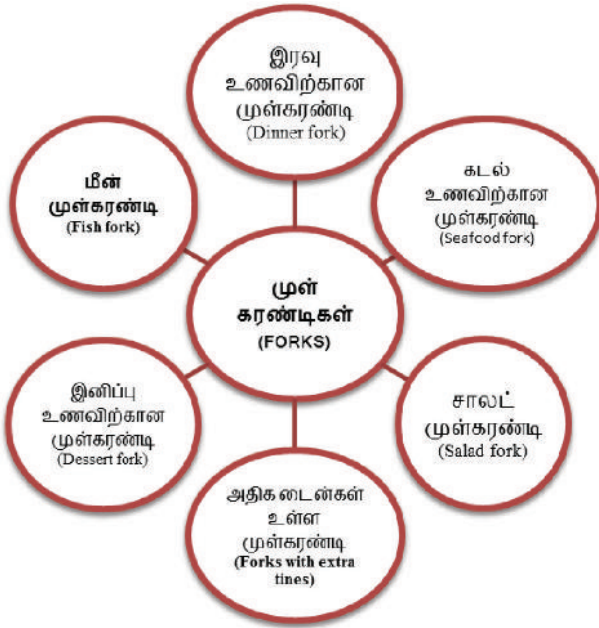 இரவு
உணவிற்கான
முள்கரண்டி
(Dinner fork)
மீன்
முள்கரண்டி
(Fish fork)
கடல்
உணவிற்கான
முள்கரண்டி
(Seafood fork)
முள்
கரண்டிகள்
(FORKS)
இனிப்பு
உணவிற்கான
முள்கரண்டி
(Dessert fork)
சாலட்
முள்கரண்டி
(Salad fork)
அதிக டைன்கள்
உள்ள
முள்கரண்டி
(Forks with extra
tines)